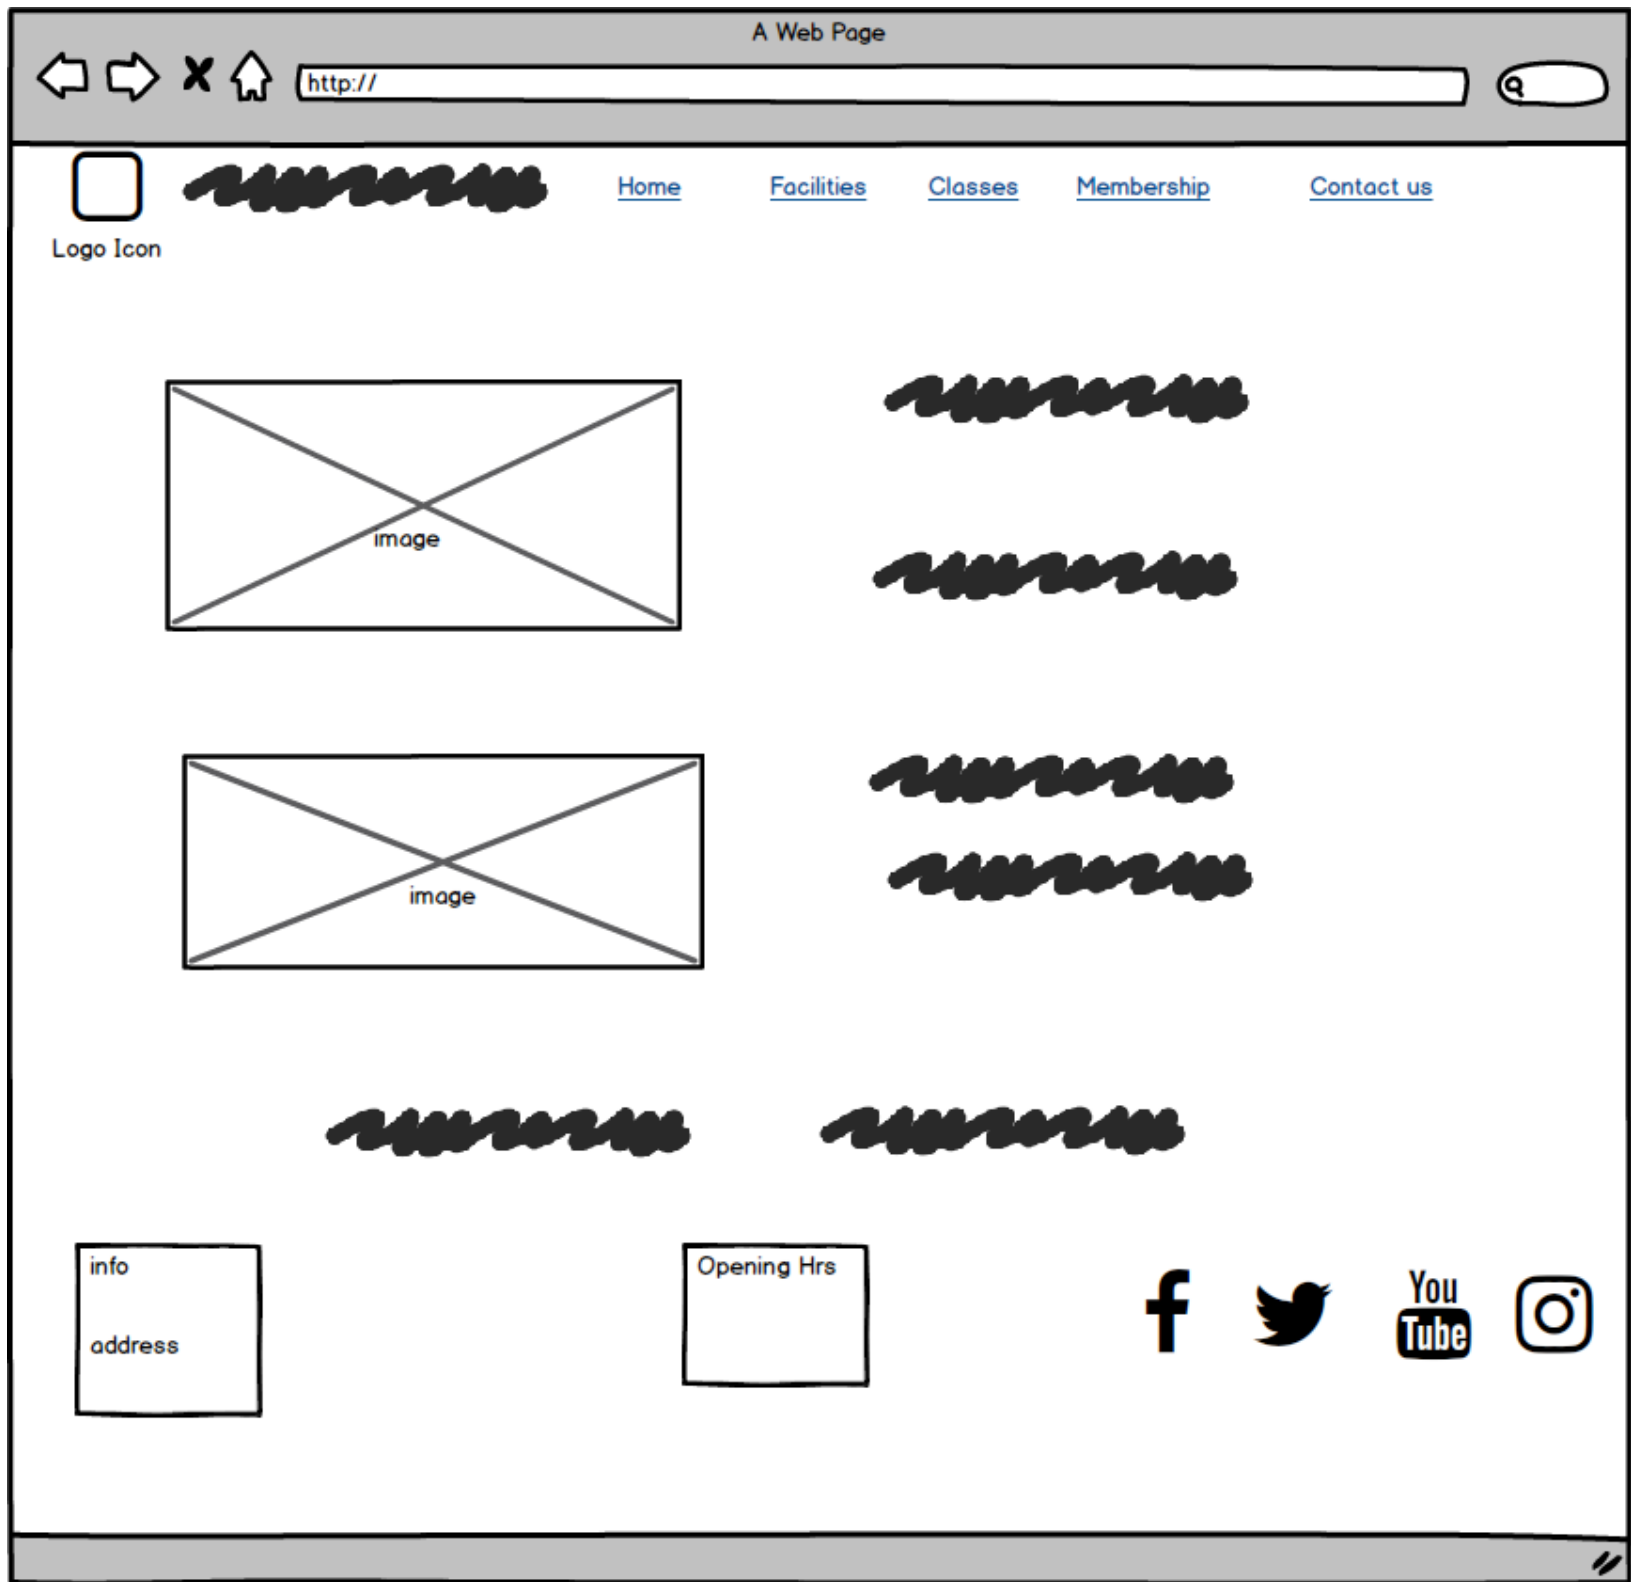 A Web Page
http://
Home Facilities Classes Membership Contact us
Logo Icon
image
image
info
address
Opening Hrs
You
Tube